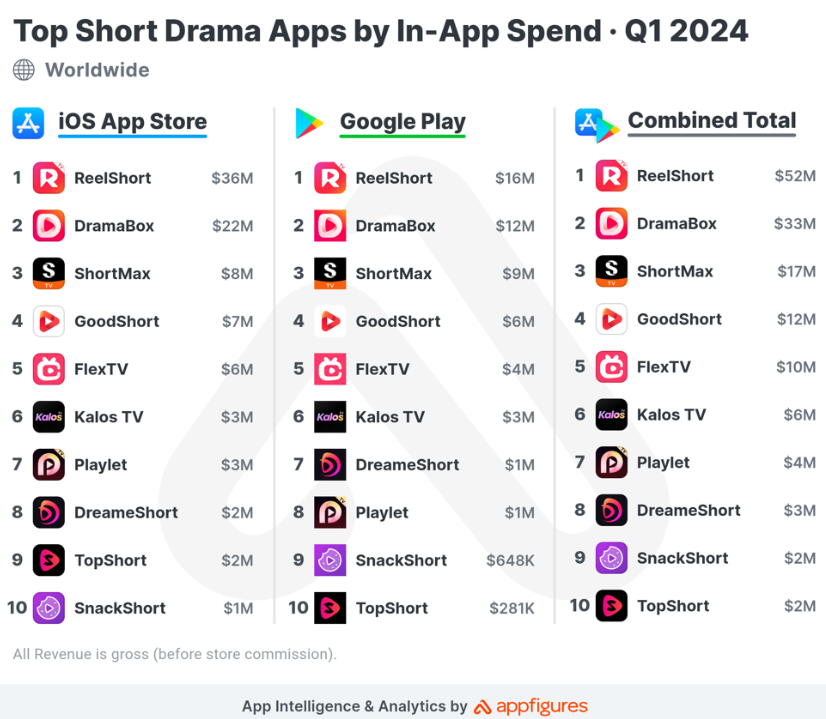 Top Short Drama Apps by In-App Spend · Q1 2024
Worldwide
iOS App Store
1 ReelShort $36M
2 DramaBox $22M
3 ShortMax $8M
4 GoodShort $7M
5 FlexTV $6M
6 Kalos TV $3M
7 Playlet $3M
8 DreameShort $2M
9 TopShort $2M
10 SnackShort $1M
Google Play
1 ReelShort $16M
2 DramaBox $12M
3 ShortMax $9M
4 GoodShort $6M
5 FlexTV $4M
6 Kalos TV $3M
7 DreameShort $1M
8 Playlet $1M
9 SnackShort $648K
10 TopShort $281K
Combined Total
1 ReelShort $52M
2 DramaBox $33M
3 ShortMax $17M
4 GoodShort $12M
5 FlexTV $10M
6 Kalos TV $6M
7 Playlet $4M
8 DreameShort $3M
9 SnackShort $2M
10 TopShort $2M
All Revenue is gross (before store commission).
App Intelligence & Analytics by appfigures